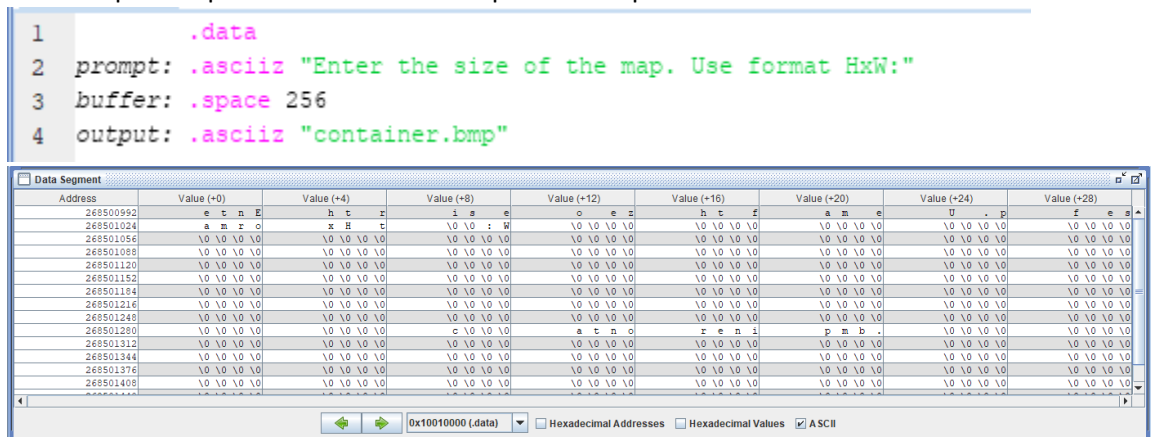 1 .data
2 prompt: .asciiz "Enter the size of the map. Use format HxW:"
3 buffer: .space 256
4 output: .asciiz "container.bmp"
Data Segment
Address Value (+0) Value (+4) Value (+8) Value (+12) Value (+16) Value (+20) Value (+24) Value (+28)
268500992 e t n E h t r i s e o e z h t f a m e U . p f e s
268501024 a m r o x H t \0 \0 : W \0 \0 \0 \0 \0 \0 \0 \0 \0 \0 \0 \0 \0 \0 \0 \0 \0 \0 \0 \0
268501056 \0 \0 \0 \0 \0 \0 \0 \0 \0 \0 \0 \0 \0 \0 \0 \0 \0 \0 \0 \0 \0 \0 \0 \0 \0 \0 \0 \0 \0 \0 \0 \0
268501088 \0 \0 \0 \0 \0 \0 \0 \0 \0 \0 \0 \0 \0 \0 \0 \0 \0 \0 \0 \0 \0 \0 \0 \0 \0 \0 \0 \0 \0 \0 \0 \0
268501120 \0 \0 \0 \0 \0 \0 \0 \0 \0 \0 \0 \0 \0 \0 \0 \0 \0 \0 \0 \0 \0 \0 \0 \0 \0 \0 \0 \0 \0 \0 \0 \0
268501152 \0 \0 \0 \0 \0 \0 \0 \0 \0 \0 \0 \0 \0 \0 \0 \0 \0 \0 \0 \0 \0 \0 \0 \0 \0 \0 \0 \0 \0 \0 \0 \0
268501184 \0 \0 \0 \0 \0 \0 \0 \0 \0 \0 \0 \0 \0 \0 \0 \0 \0 \0 \0 \0 \0 \0 \0 \0 \0 \0 \0 \0 \0 \0 \0 \0
268501216 \0 \0 \0 \0 \0 \0 \0 \0 \0 \0 \0 \0 \0 \0 \0 \0 \0 \0 \0 \0 \0 \0 \0 \0 \0 \0 \0 \0 \0 \0 \0 \0
268501248 \0 \0 \0 \0 \0 \0 \0 \0 \0 \0 \0 \0 \0 \0 \0 \0 \0 \0 \0 \0 \0 \0 \0 \0 \0 \0 \0 \0 \0 \0 \0 \0
268501280 \0 \0 \0 \0 \0 \0 \0 \0 c \0 \0 \0 a t n o r e n i p m b . \0 \0 \0 \0 \0 \0 \0 \0
268501312 \0 \0 \0 \0 \0 \0 \0 \0 \0 \0 \0 \0 \0 \0 \0 \0 \0 \0 \0 \0 \0 \0 \0 \0 \0 \0 \0 \0 \0 \0 \0 \0
268501344 \0 \0 \0 \0 \0 \0 \0 \0 \0 \0 \0 \0 \0 \0 \0 \0 \0 \0 \0 \0 \0 \0 \0 \0 \0 \0 \0 \0 \0 \0 \0 \0
268501376 \0 \0 \0 \0 \0 \0 \0 \0 \0 \0 \0 \0 \0 \0 \0 \0 \0 \0 \0 \0 \0 \0 \0 \0 \0 \0 \0 \0 \0 \0 \0 \0
268501408 \0 \0 \0 \0 \0 \0 \0 \0 \0 \0 \0 \0 \0 \0 \0 \0 \0 \0 \0 \0 \0 \0 \0 \0 \0 \0 \0 \0 \0 \0 \0 \0
0x10010000 (.data) Hexadecimal Addresses Hexadecimal Values ASCII